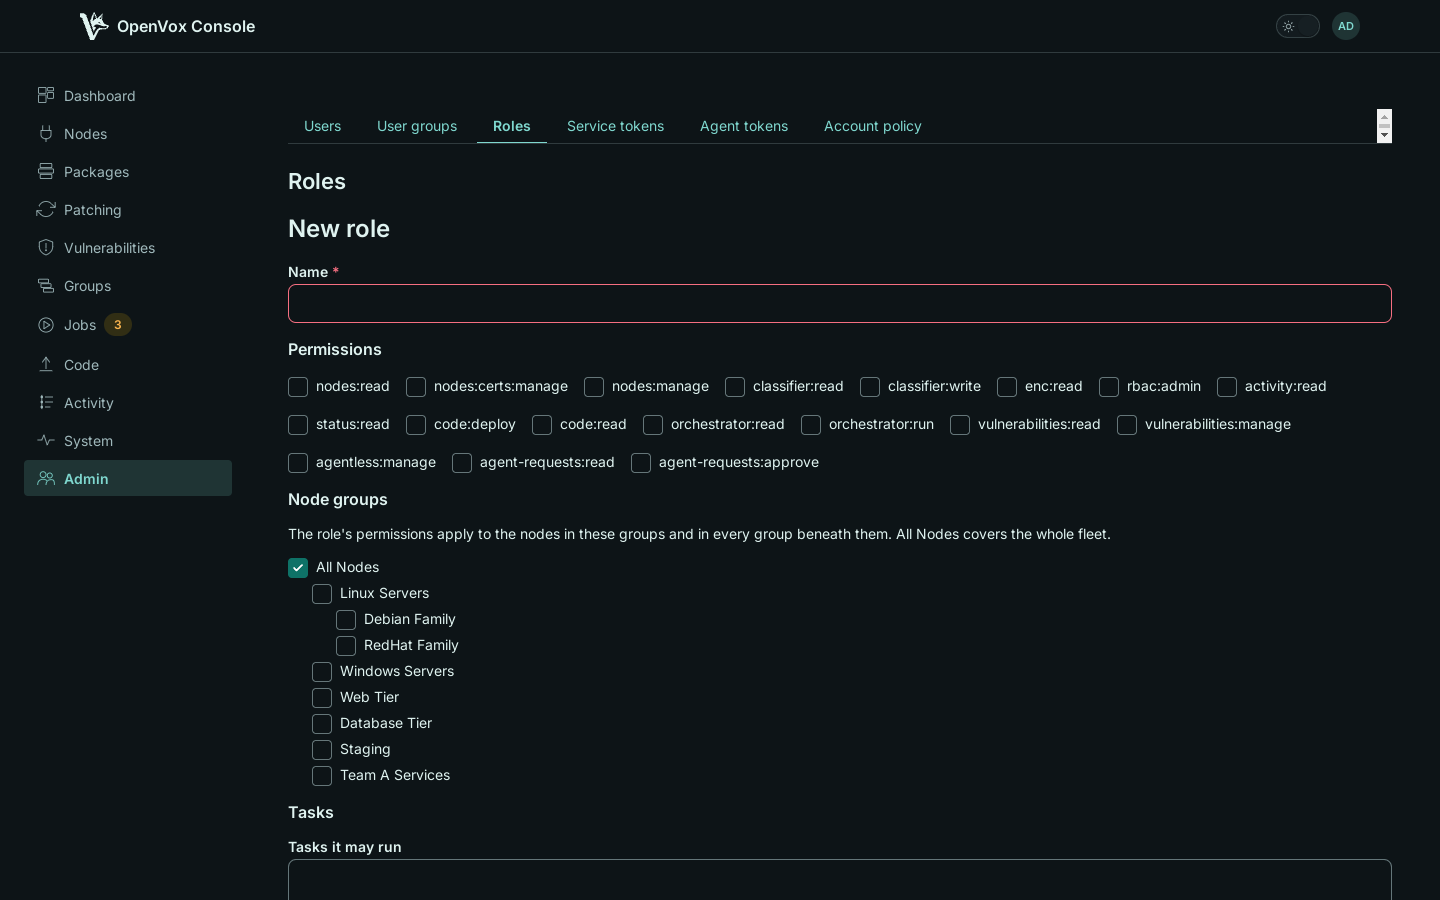 OpenVox Console
AD
Dashboard
Nodes
Packages
Patching
Vulnerabilities
Groups
Jobs 3
Code
Activity
System
Admin
Users User groups Roles Service tokens Agent tokens Account policy
Roles
New role
Name *
Permissions
nodes:read nodes:certs:manage nodes:manage classifier:read classifier:write enc:read rbac:admin activity:read
status:read code:deploy code:read orchestrator:read orchestrator:run vulnerabilities:read vulnerabilities:manage
agentless:manage agent-requests:read agent-requests:approve
Node groups
The role's permissions apply to the nodes in these groups and in every group beneath them. All Nodes covers the whole fleet.
All Nodes
Linux Servers
Debian Family
RedHat Family
Windows Servers
Web Tier
Database Tier
Staging
Team A Services
Tasks
Tasks it may run